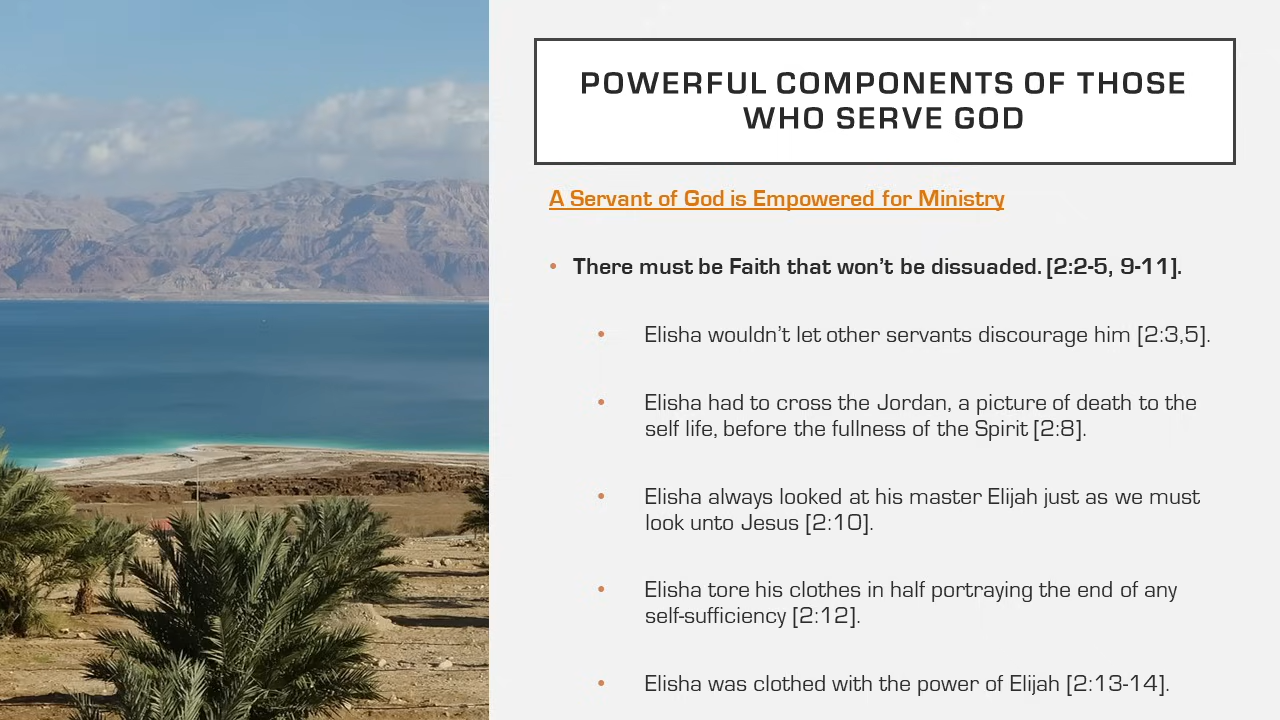 POWERFUL COMPONENTS OF THOSE
WHO SERVE GOD
A Servant of God is Empowered for Ministry
• There must be Faith that won’t be dissuaded. [2:2-5, 9-11].
• Elisha wouldn’t let other servants discourage him [2:3,5].
• Elisha had to cross the Jordan, a picture of death to the
self life, before the fullness of the Spirit [2:8].
• Elisha always looked at his master Elijah just as we must
look unto Jesus [2:10].
• Elisha tore his clothes in half portraying the end of any
self-sufficiency [2:12].
• Elisha was clothed with the power of Elijah [2:13-14].